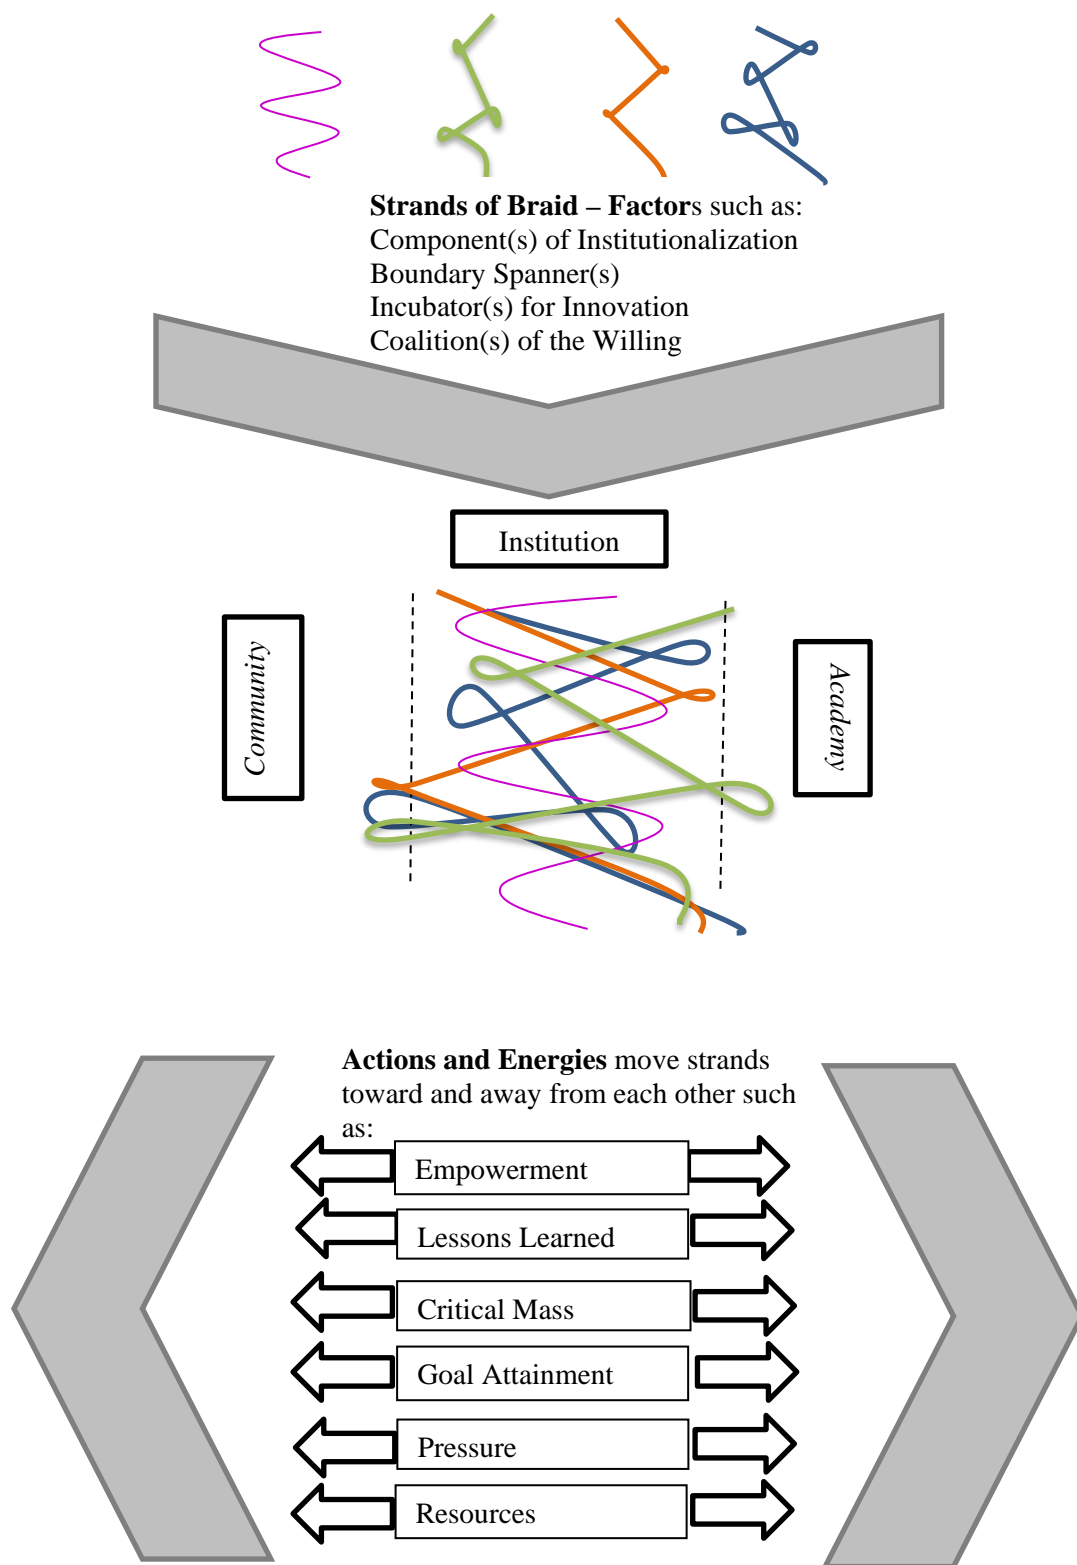 Strands of Braid – Factors such as:
Component(s) of Institutionalization
Boundary Spanner(s)
Incubator(s) for Innovation
Coalition(s) of the Willing
Institution
Community
Academy
Actions and Energies move strands
toward and away from each other such
as:
Empowerment
Lessons Learned
Critical Mass
Goal Attainment
Pressure
Resources